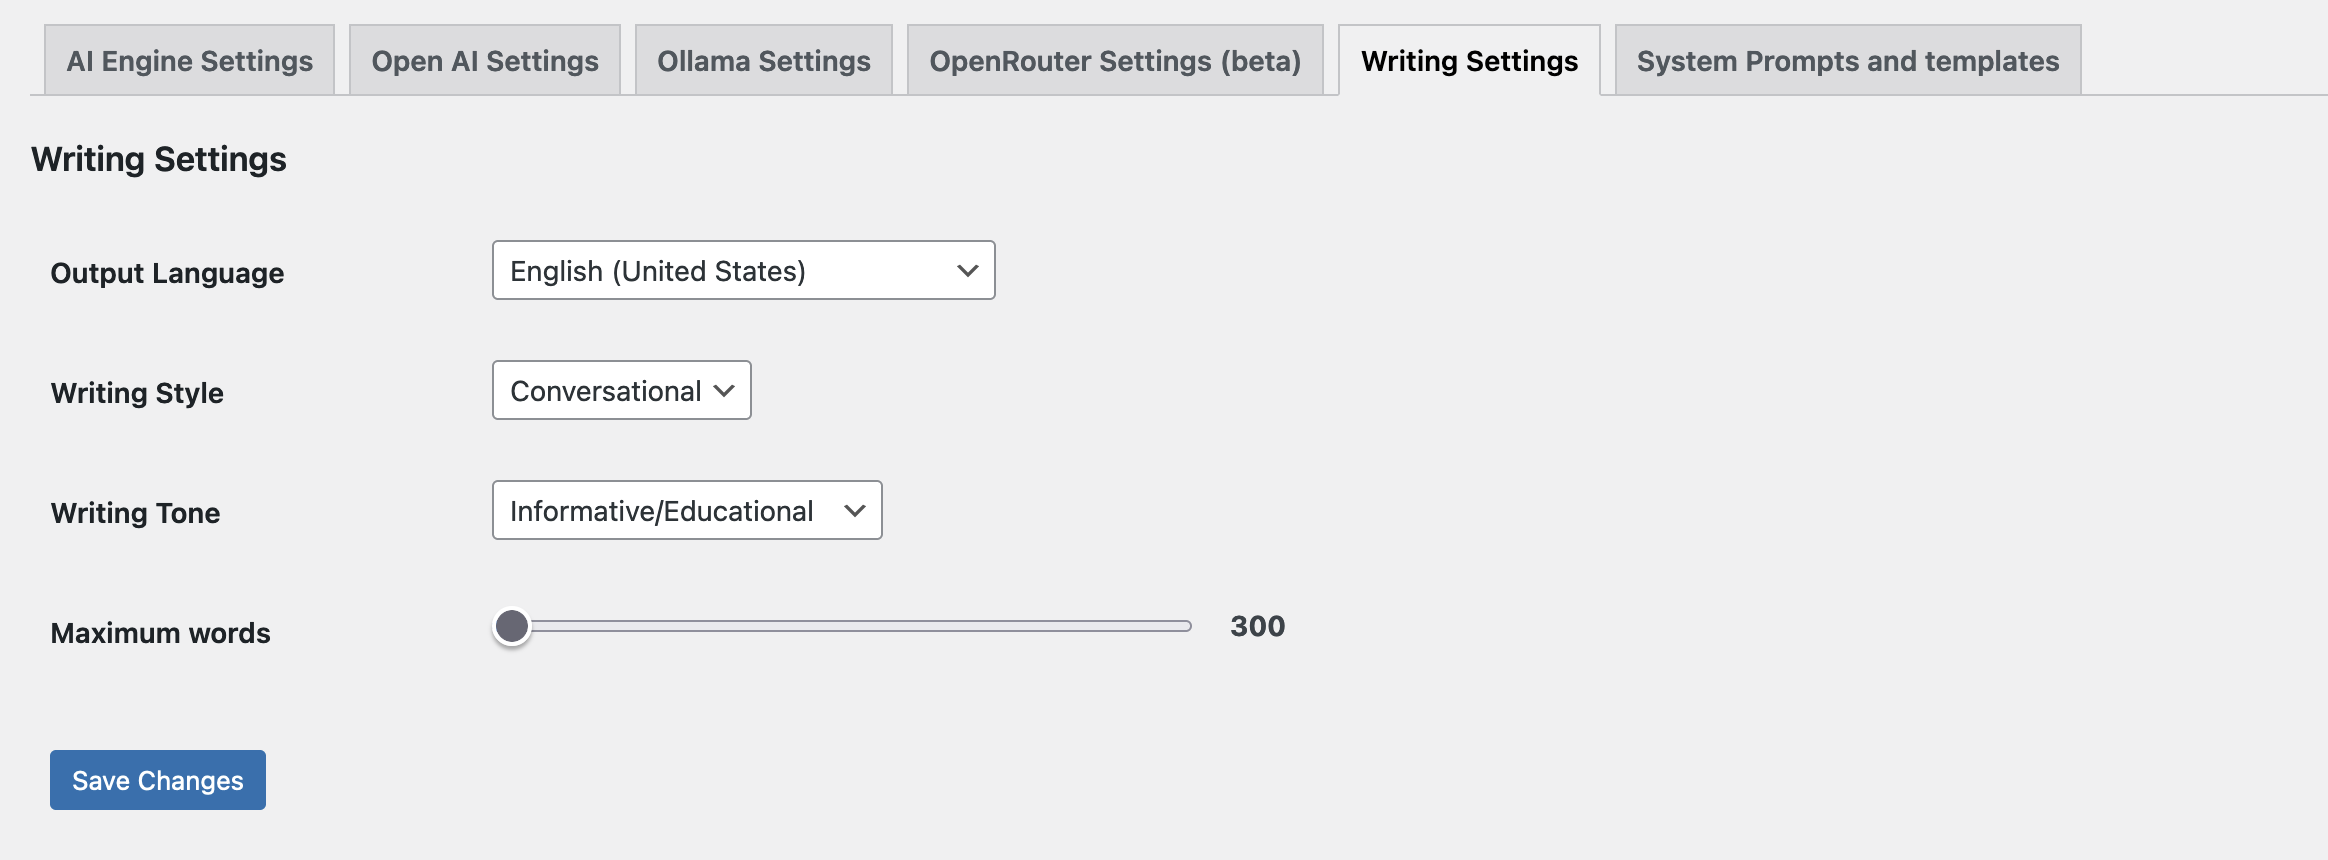 AI Engine Settings
Open AI Settings
Ollama Settings
OpenRouter Settings (beta)
Writing Settings
System Prompts and templates
Writing Settings
Output Language
English (United States)
Writing Style
Conversational
Writing Tone
Informative/Educational
Maximum words
300
Save Changes